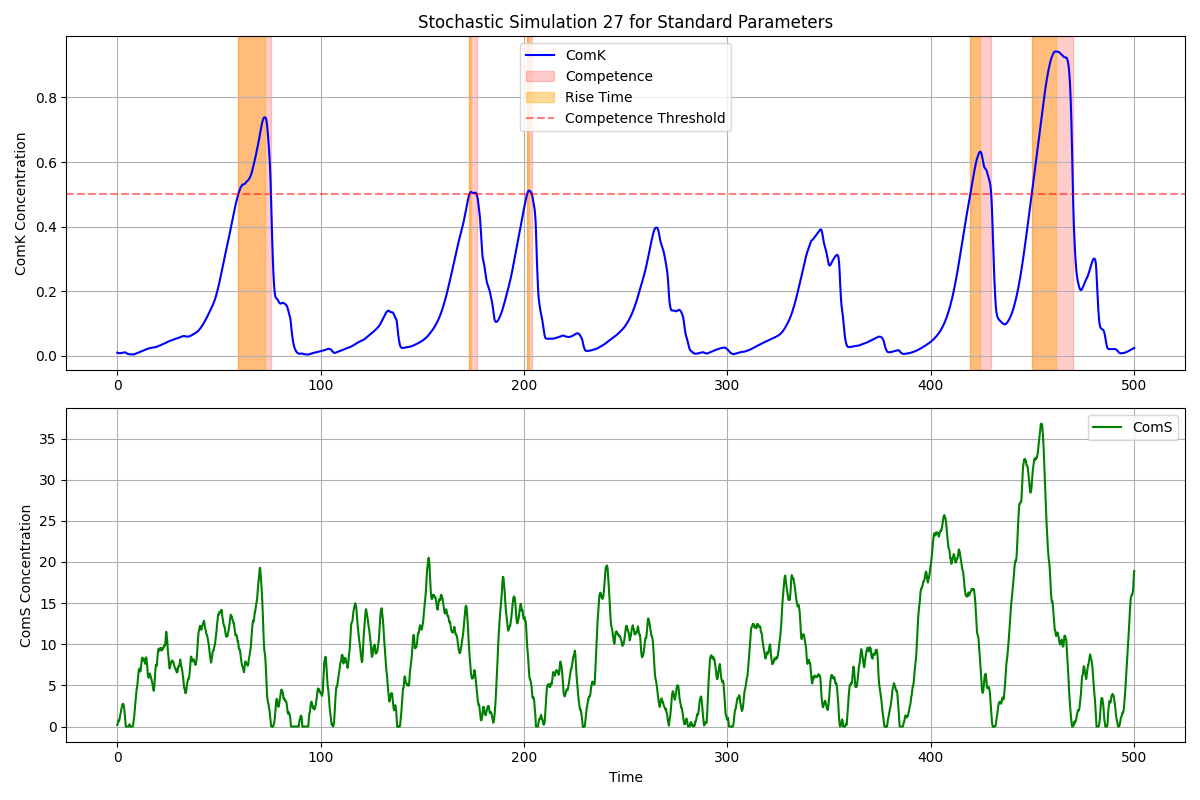 Stochastic Simulation 27 for Standard Parameters
ComK
Competence
Rise Time
Competence Threshold
ComK Concentration
0.8
0.6
0.4
0.2
0.0
0 100 200 300 400 500
ComS
ComS Concentration
35
30
25
20
15
10
5
0
0 100 200 300 400 500
Time